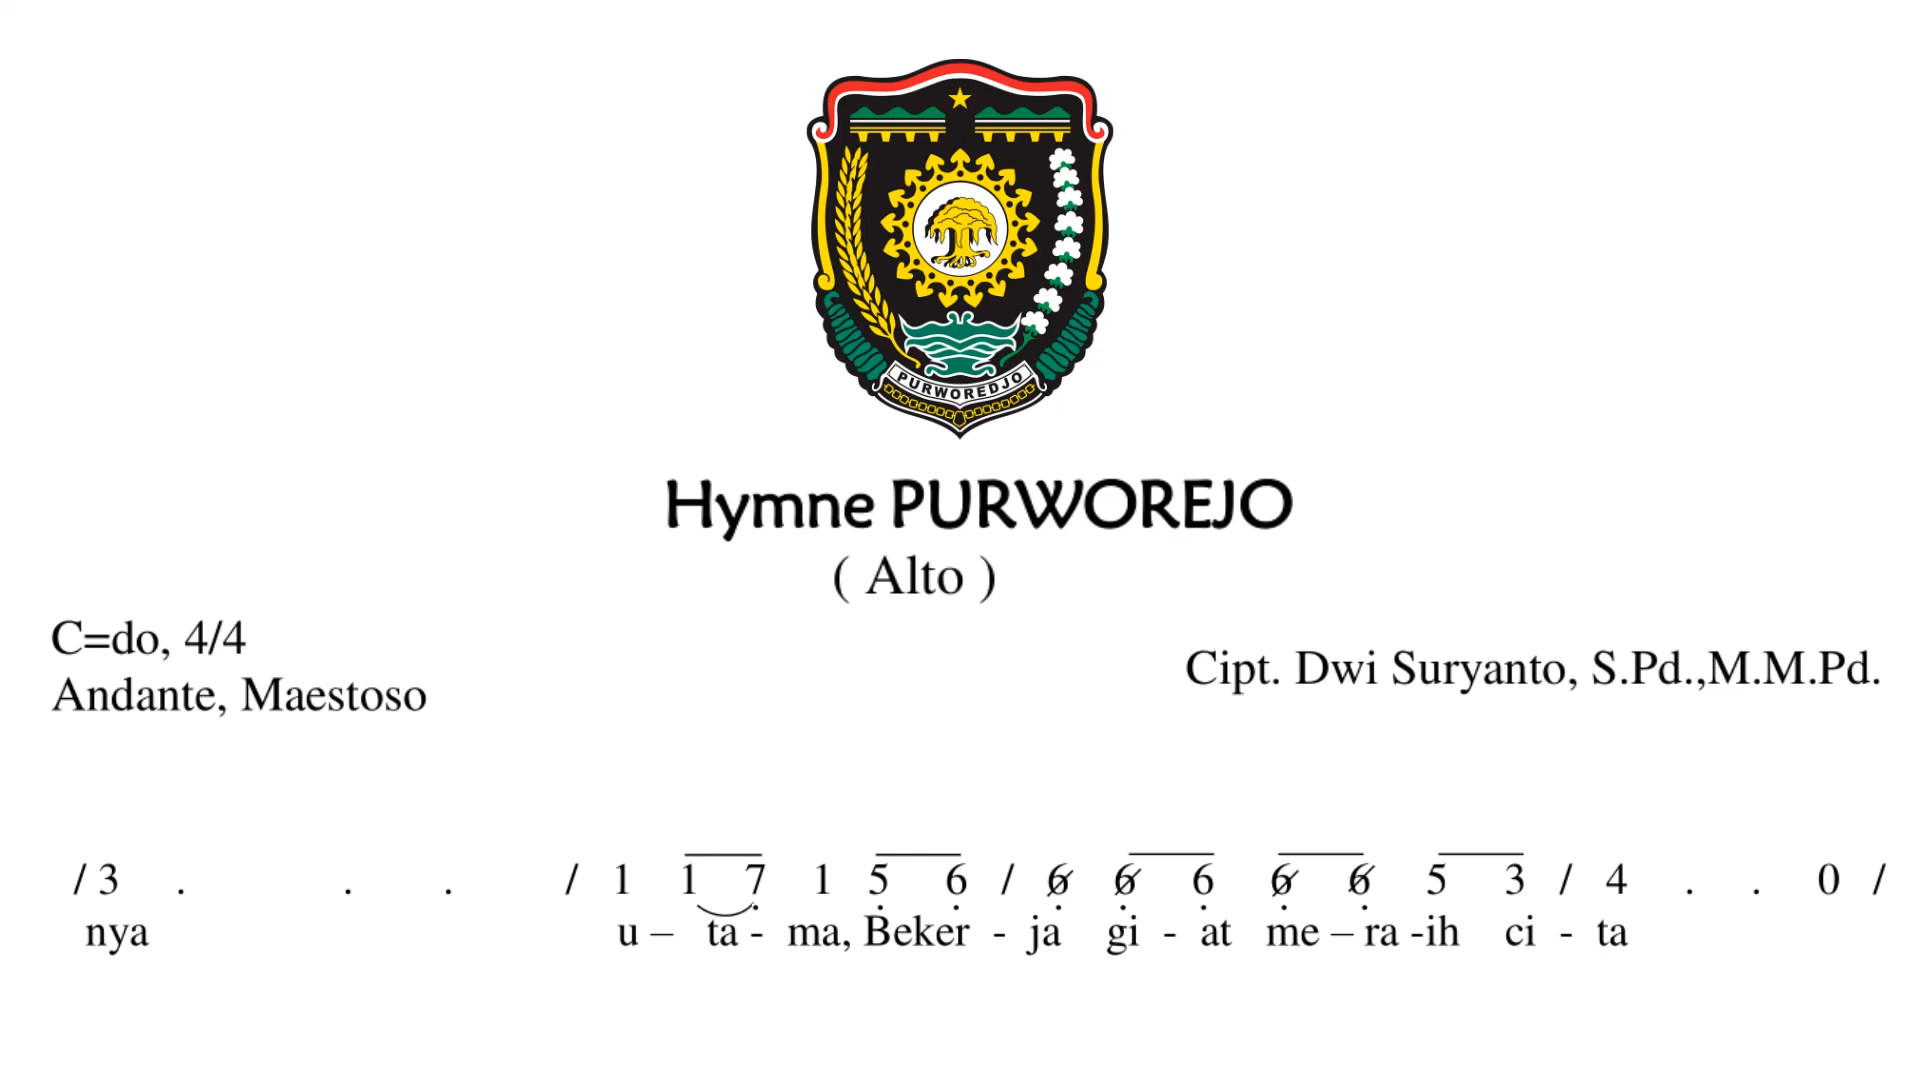 PURWOREDJO
Hymne PURWOREJO
( Alto )
C=do, 4/4
Andante, Maestoso
Cipt. Dwi Suryanto, S.Pd.,M.M.Pd.
/ 3 . . . / 1 1 7̣ 1 5̣ 6̣ / 6̸̣ 6̸̣ 6̣ 6̸̣ 6̸̣ 5 3 / 4 . . 0 /
nya u – ta - ma, Beker - ja gi - at me – ra -ih ci - ta